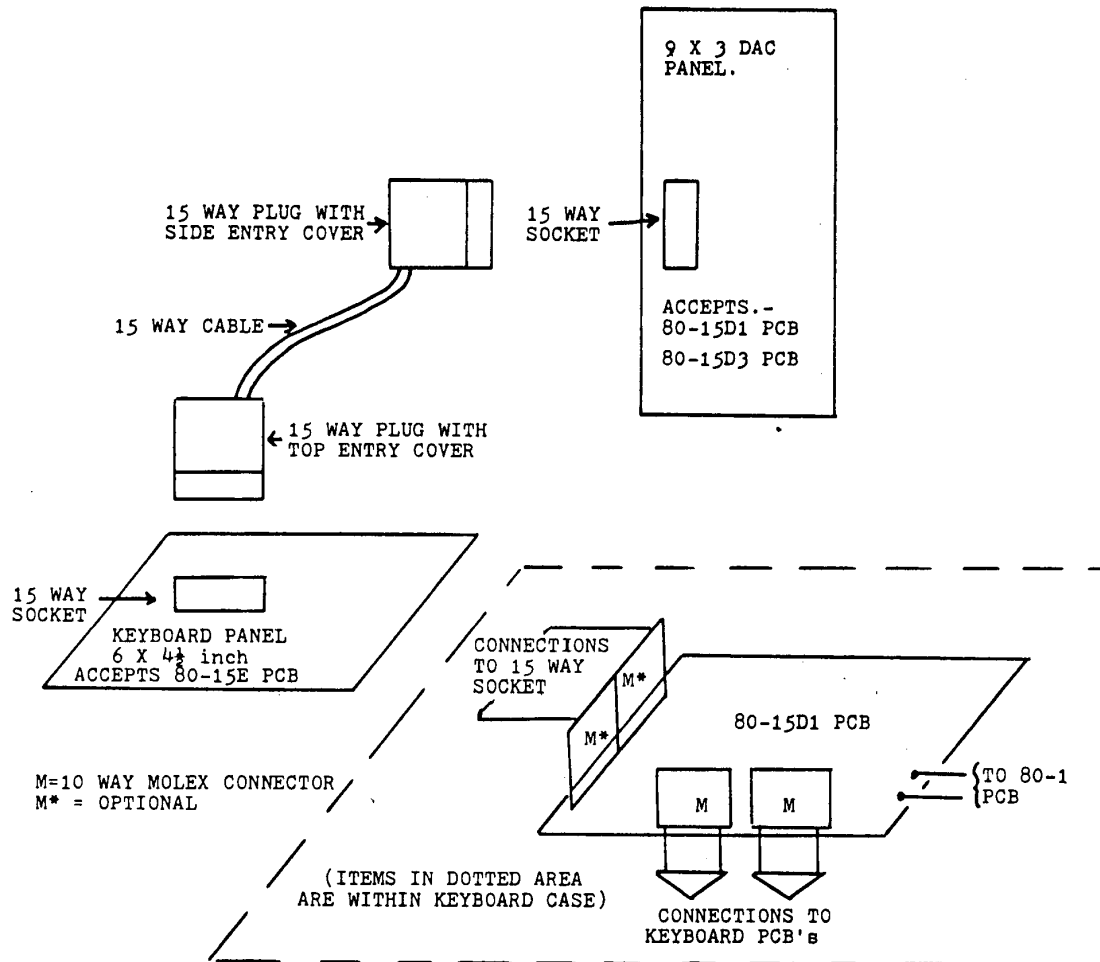 9 X 3 DAC
PANEL.
15 WAY PLUG WITH
SIDE ENTRY COVER
15 WAY
SOCKET
15 WAY CABLE
ACCEPTS.-
80-15D1 PCB
80-15D3 PCB
15 WAY PLUG WITH
TOP ENTRY COVER
15 WAY
SOCKET
KEYBOARD PANEL
6 X 4½ inch
ACCEPTS 80-15E PCB
CONNECTIONS
TO 15 WAY
SOCKET
M*
M*
80-15D1 PCB
M=10 WAY MOLEX CONNECTOR
M* = OPTIONAL
M
M
TO 80-1
PCB
(ITEMS IN DOTTED AREA
ARE WITHIN KEYBOARD CASE)
CONNECTIONS TO
KEYBOARD PCB's